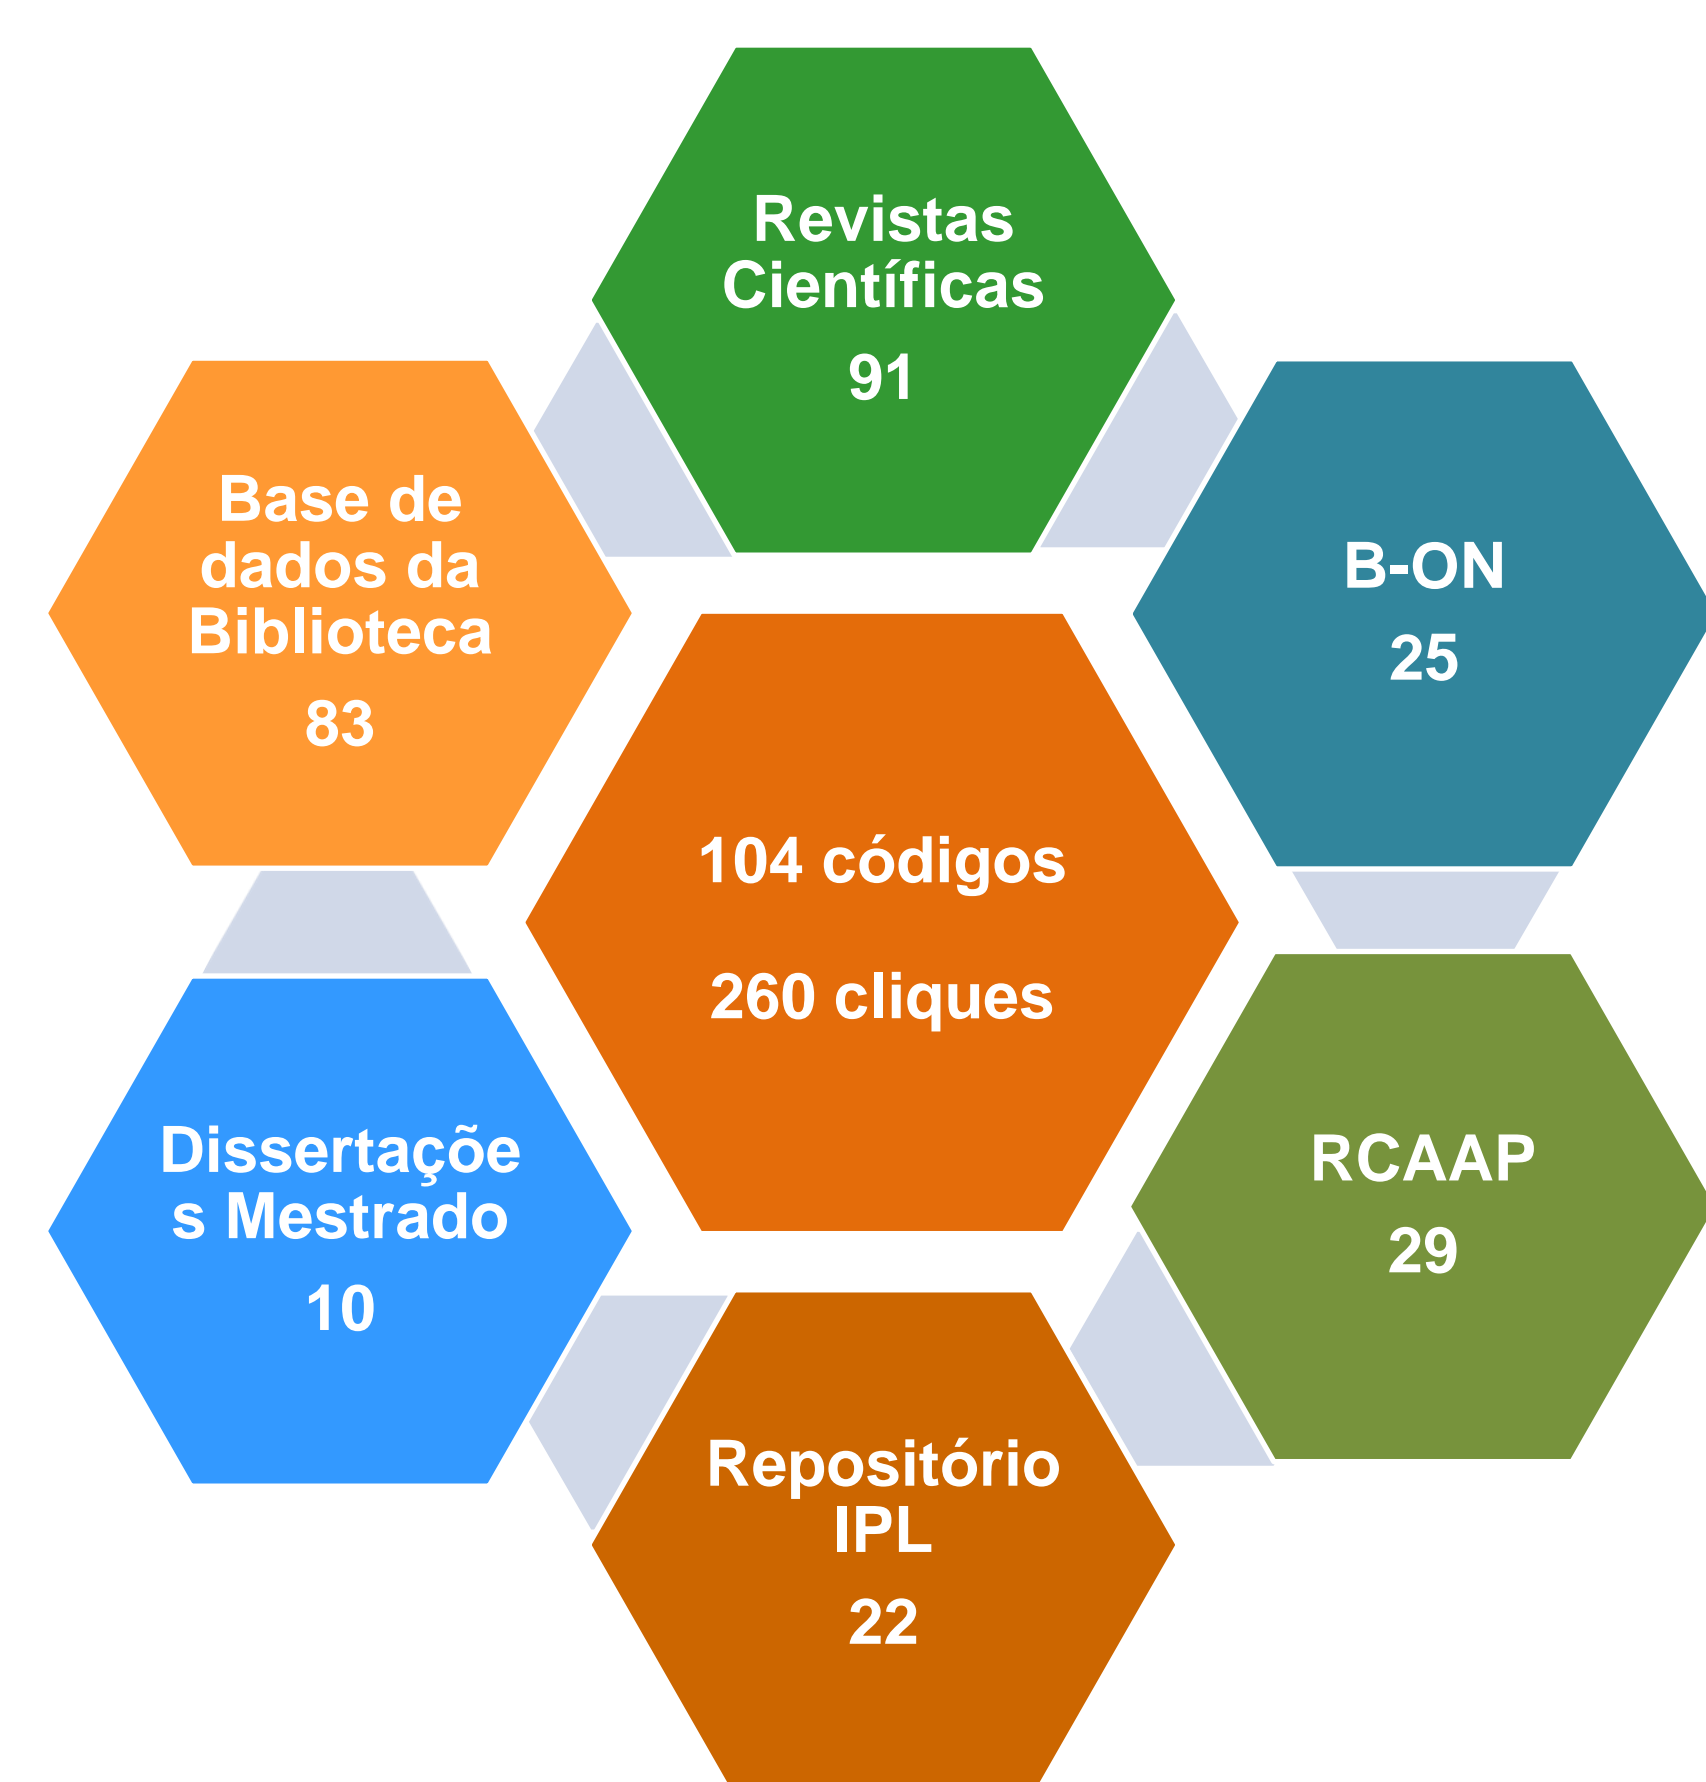 Revistas
Científicas
91
Base de
dados da
Biblioteca
83
B-ON
25
104 códigos
260 cliques
Dissertaçõe
s Mestrado
10
RCAAP
29
Repositório
IPL
22